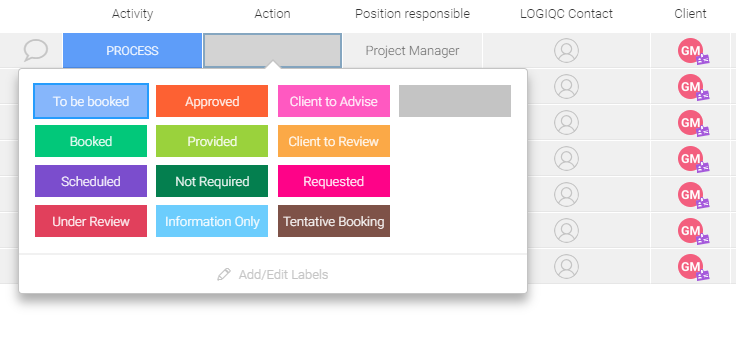 Activity Action Position responsible LOGIQC Contact Client
PROCESS Project Manager GM
To be booked Approved Client to Advise
GM
Booked Provided Client to Review
GM
Scheduled Not Required Requested
GM
Under Review Information Only Tentative Booking
GM
GM
Add/Edit Labels
GM